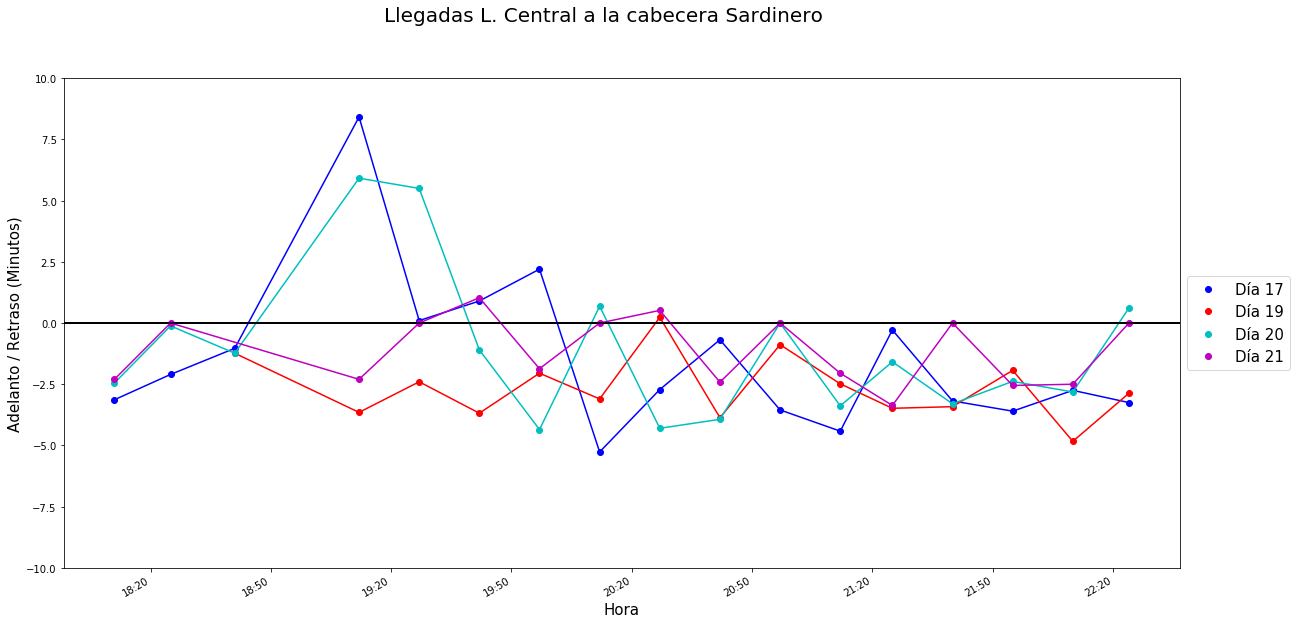 Llegadas L. Central a la cabecera Sardinero
Adelanto / Retraso (Minutos)
10.0
7.5
5.0
2.5
0.0
−2.5
−5.0
−7.5
−10.0
18:20
18:50
19:20
19:50
20:20
20:50
21:20
21:50
22:20
Hora
Día 17
Día 19
Día 20
Día 21